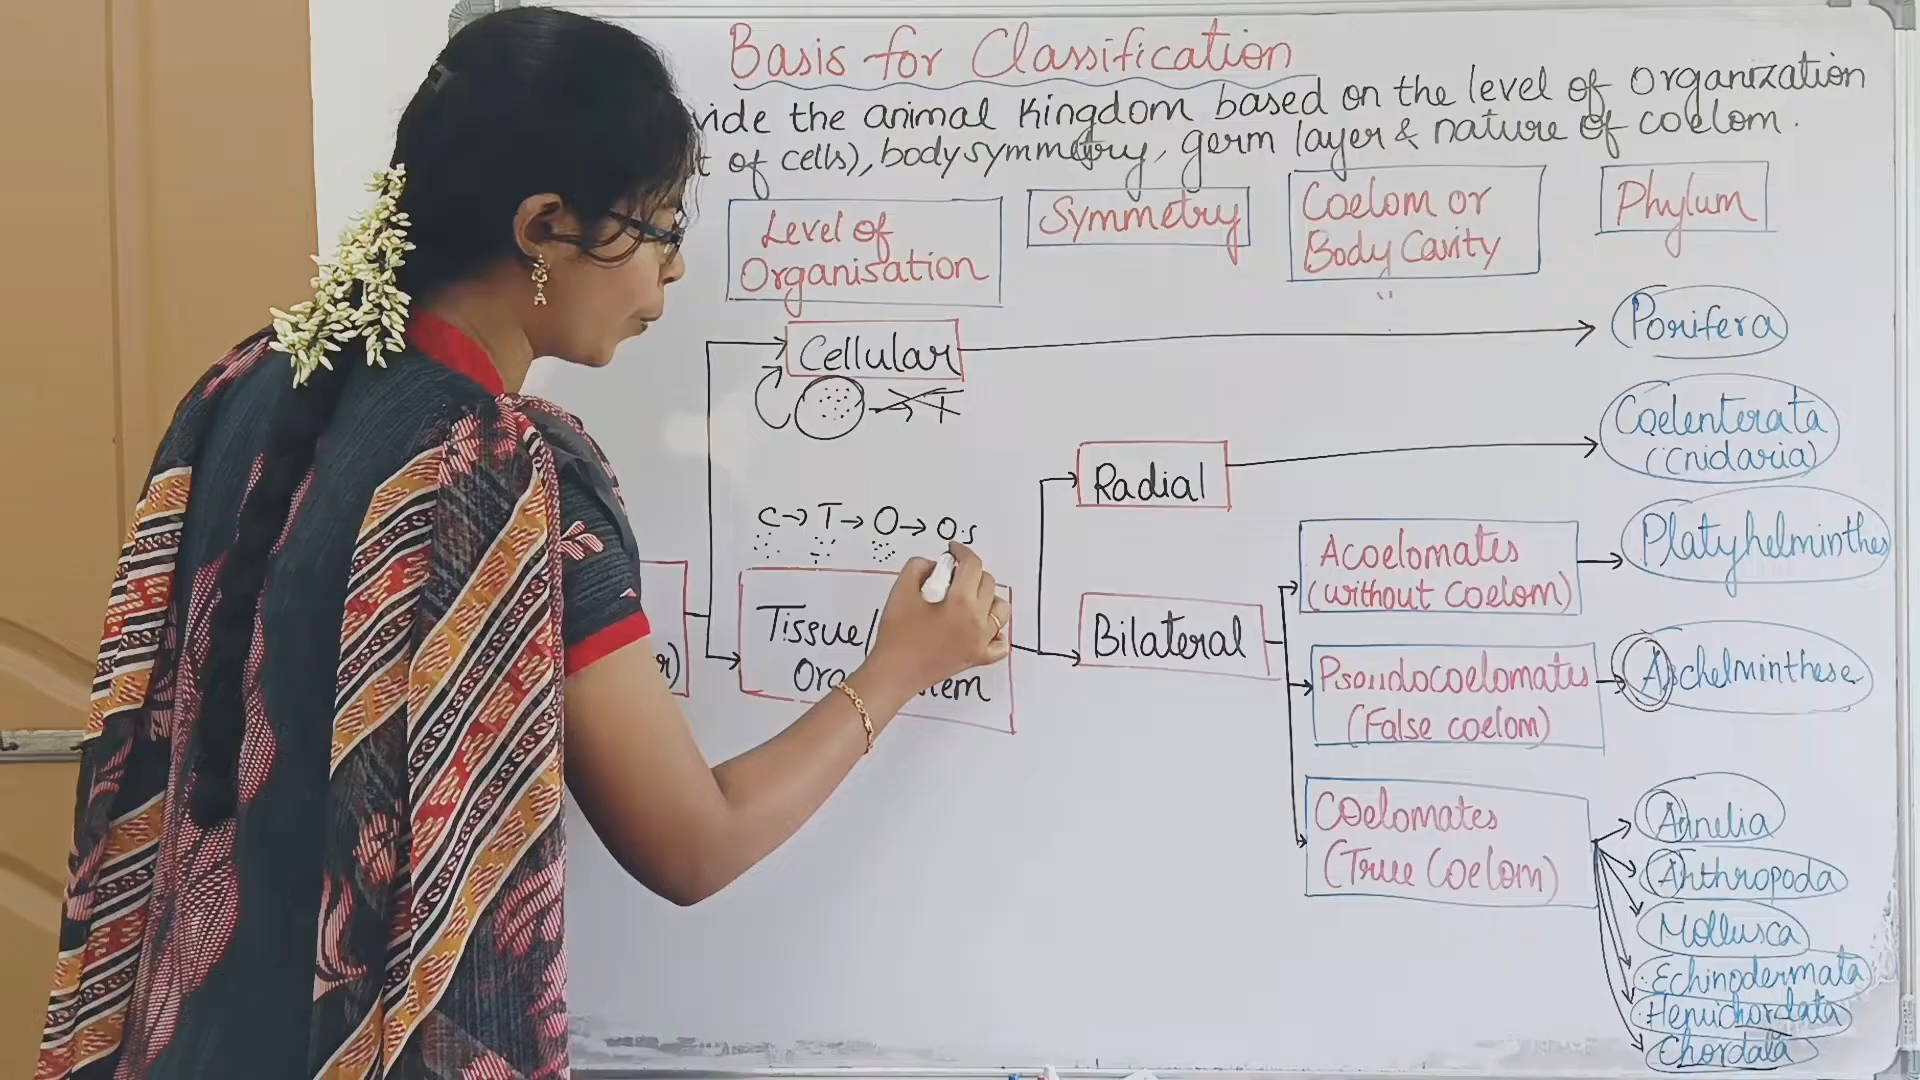 Basis for Classification
vide the animal Kingdom based on the level of organization
t of cells), body symmetry, germ layer & nature of coelom.
Level of
Organisation
Symmetry
Coelom or
Body Cavity
Phylum
Cellular
Porifera
T
Coelenterata
(Cnidaria)
Radial
C→T→O→O.S
Acoelomates
(without coelom)
Platyhelminthes
Tissue/
Bilateral
Pseudocoelomates
(False coelom)
Aschelminthese
Coelomates
(True Coelom)
Annelia
Arthropoda
Mollusca
Echinodermata
Hemichordata
Chordata